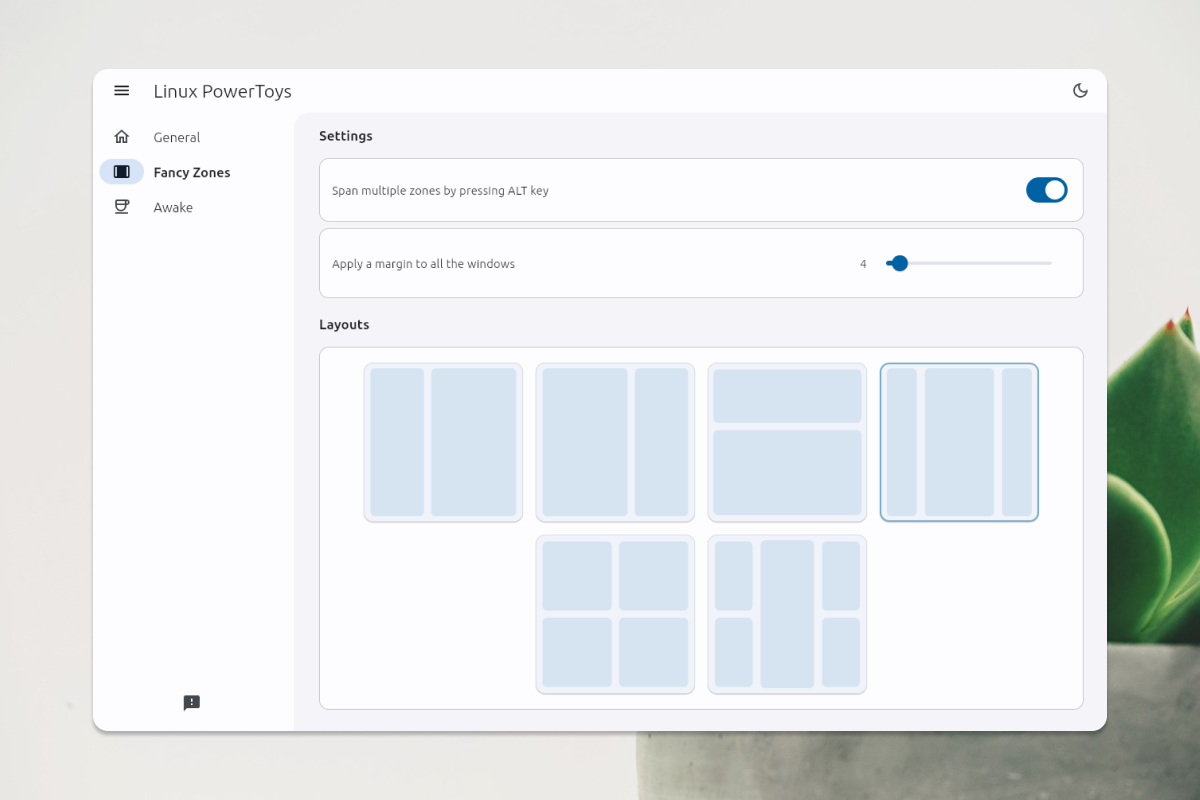 Linux PowerToys
General
Fancy Zones
Awake
Settings
Span multiple zones by pressing ALT key
Apply a margin to all the windows
4
Layouts